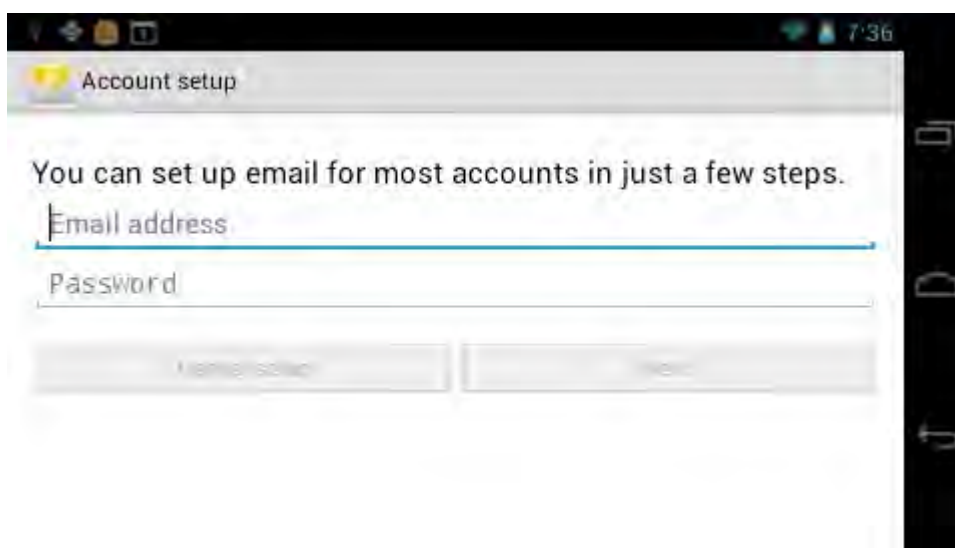 7:36
Account setup
You can set up email for most accounts in just a few steps.
Email address
Password